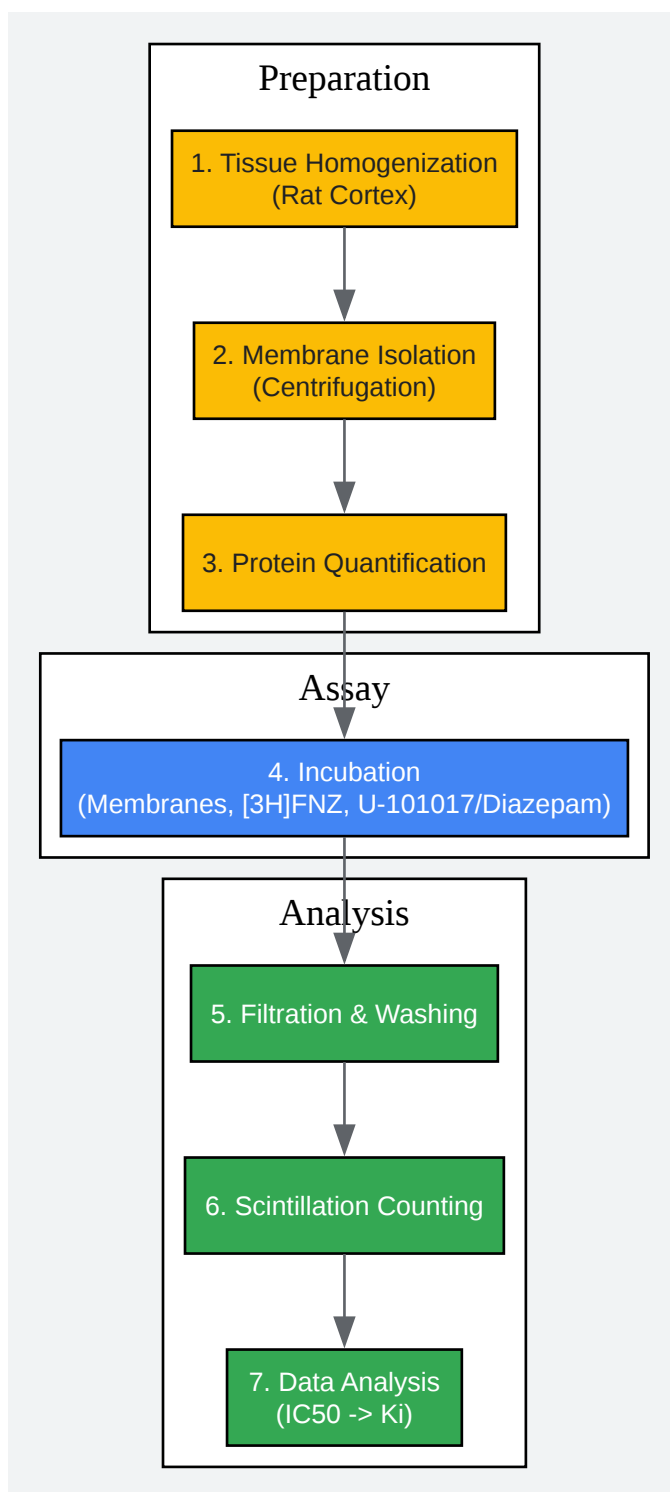 Preparation
1. Tissue Homogenization
(Rat Cortex)
2. Membrane Isolation
(Centrifugation)
3. Protein Quantification
Assay
4. Incubation
(Membranes, [3H]FNZ, U-101017/Diazepam)
Analysis
5. Filtration & Washing
6. Scintillation Counting
7. Data Analysis
(IC50 -> Ki)